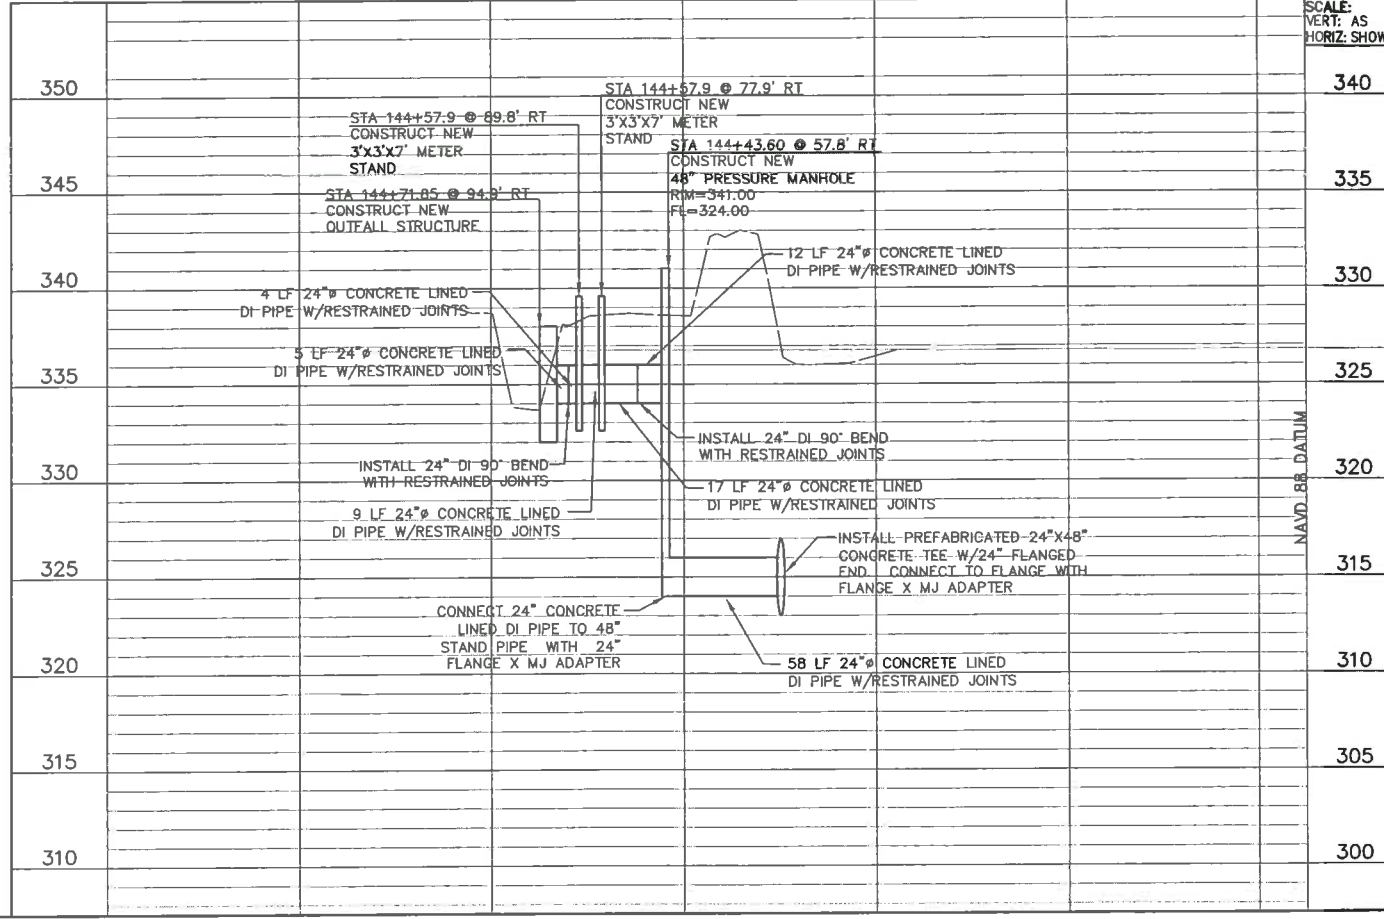 SCALE:
VERT: AS
HORIZ: SHOW
350
345
340
335
330
325
320
315
310
STA 144+57.9 @ 89.8' RT
CONSTRUCT NEW
3'X3'X7' METER
STAND
STA 144+57.9 @ 77.9' RT
CONSTRUCT NEW
3'X3'X7' METER
STAND
STA 144+43.60 @ 57.8' RT
CONSTRUCT NEW
48" PRESSURE MANHOLE
RIM=341.00
FL=324.00
STA 144+71.85 @ 94.9' RT
CONSTRUCT NEW
OUTFALL STRUCTURE
12 LF 24"ø CONCRETE LINED
DI PIPE W/RESTRAINED JOINTS
4 LF 24"ø CONCRETE LINED
DI PIPE W/RESTRAINED JOINTS
5 LF 24"ø CONCRETE LINED
DI PIPE W/RESTRAINED JOINTS
INSTALL 24" DI 90° BEND
WITH RESTRAINED JOINTS
INSTALL 24" DI 90° BEND
WITH RESTRAINED JOINTS
17 LF 24"ø CONCRETE LINED
DI PIPE W/RESTRAINED JOINTS
9 LF 24"ø CONCRETE LINED
DI PIPE W/RESTRAINED JOINTS
INSTALL PREFABRICATED 24"X48"
CONCRETE TEE W/24" FLANGED
END. CONNECT TO FLANGE WITH
FLANGE X MJ ADAPTER
CONNECT 24" CONCRETE
LINED DI PIPE TO 48"
STAND PIPE WITH 24"
FLANGE X MJ ADAPTER
58 LF 24"ø CONCRETE LINED
DI PIPE W/RESTRAINED JOINTS
NAVD 88 DATUM
340
335
330
325
320
315
310
305
300